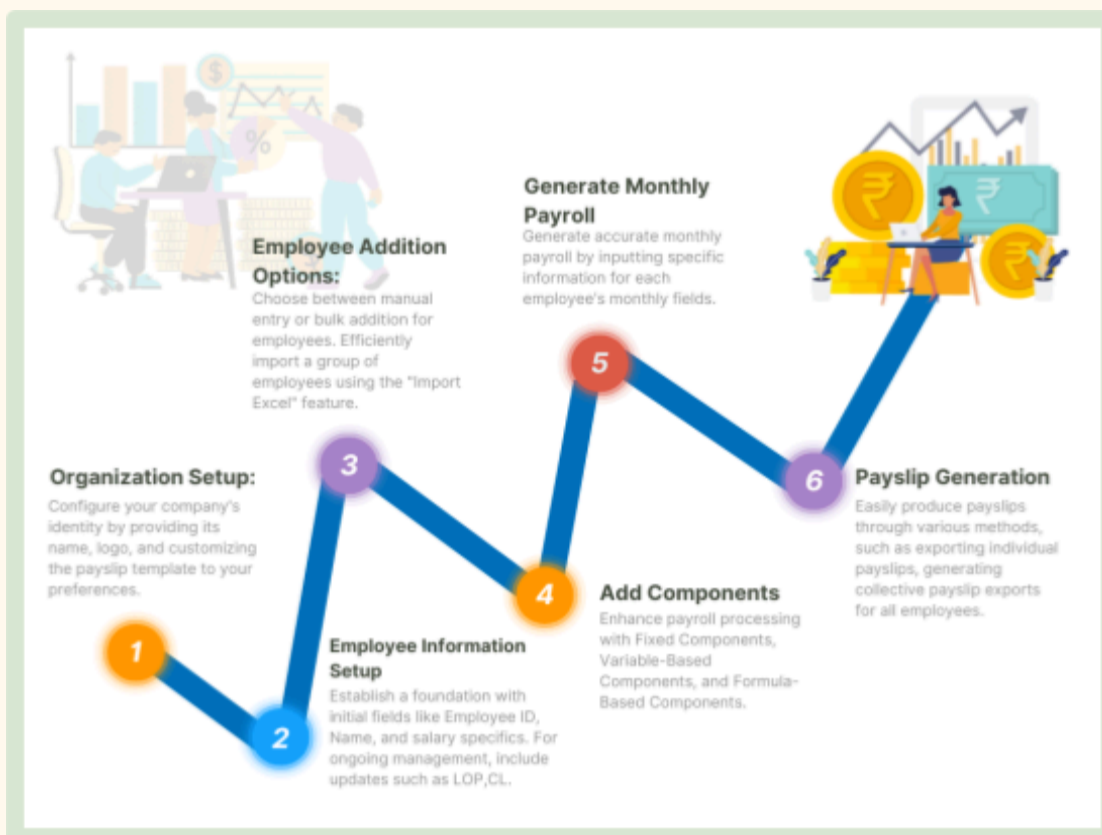 Organization Setup:
Configure your company's
identity by providing its
name, logo, and customizing
the payslip template to your
preferences.
1
2
Employee Information
Setup
Establish a foundation with
initial fields like Employee ID,
Name, and salary specifics. For
ongoing management, include
updates such as LOP,CL.
Employee Addition
Options:
Choose between manual
entry or bulk addition for
employees. Efficiently
import a group of
employees using the "Import
Excel" feature.
3
4
Add Components
Enhance payroll processing
with Fixed Components,
Variable-Based
Components, and Formula-
Based Components.
Generate Monthly
Payroll
Generate accurate monthly
payroll by inputting specific
information for each
employee's monthly fields.
5
6
Payslip Generation
Easily produce payslips
through various methods,
such as exporting individual
payslips, generating
collective payslip exports
for all employees.
$
%
₹
₹
₹